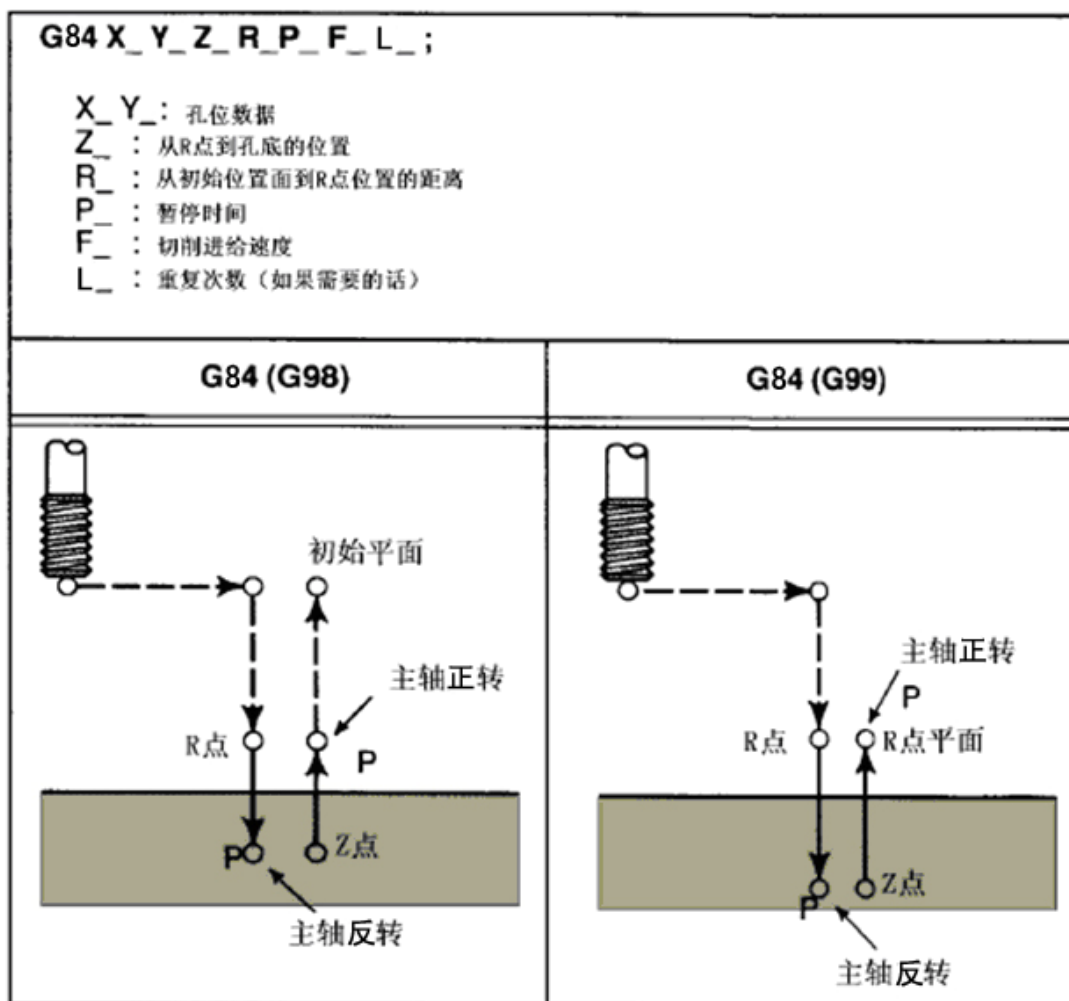 G84 X_ Y_ Z_ R_P_ F_ L_ ;
X_ Y_: 孔位数据
Z_ : 从R点到孔底的位置
R_ : 从初始位置面到R点位置的距离
P_ : 暂停时间
F_ : 切削进给速度
L_ : 重复次数（如果需要的话）
G84 (G98)
初始平面
主轴正转
R点
P
P
Z点
主轴反转
G84 (G99)
主轴正转
P
R点
R点平面
Z点
P
主轴反转